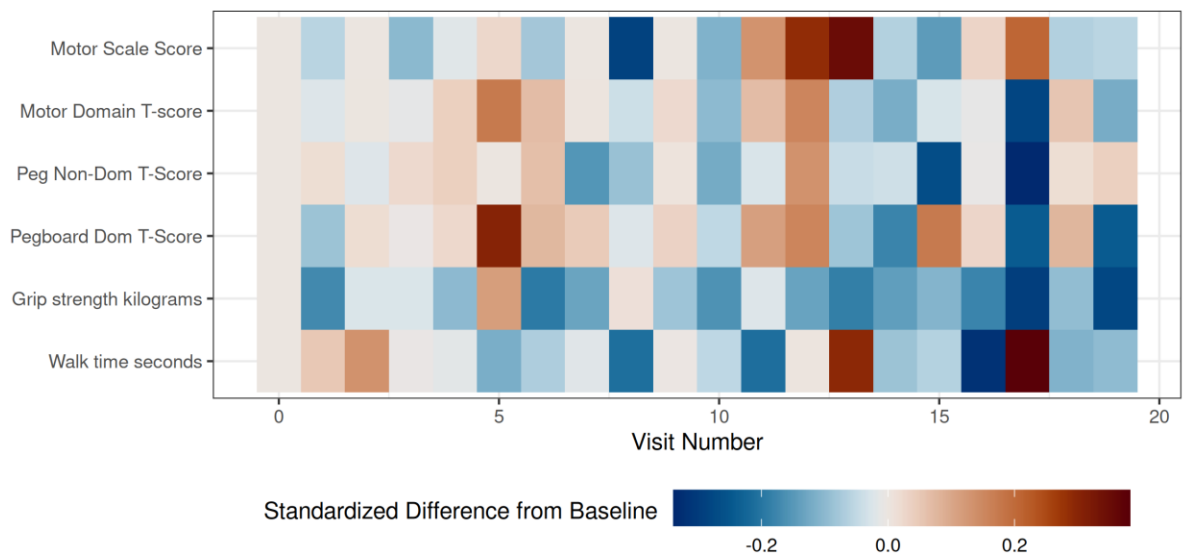 Motor Scale Score
Motor Domain T-score
Peg Non-Dom T-Score
Pegboard Dom T-Score
Grip strength kilograms
Walk time seconds
0 5 10 15 20
Visit Number
Standardized Difference from Baseline
-0.2 0.0 0.2